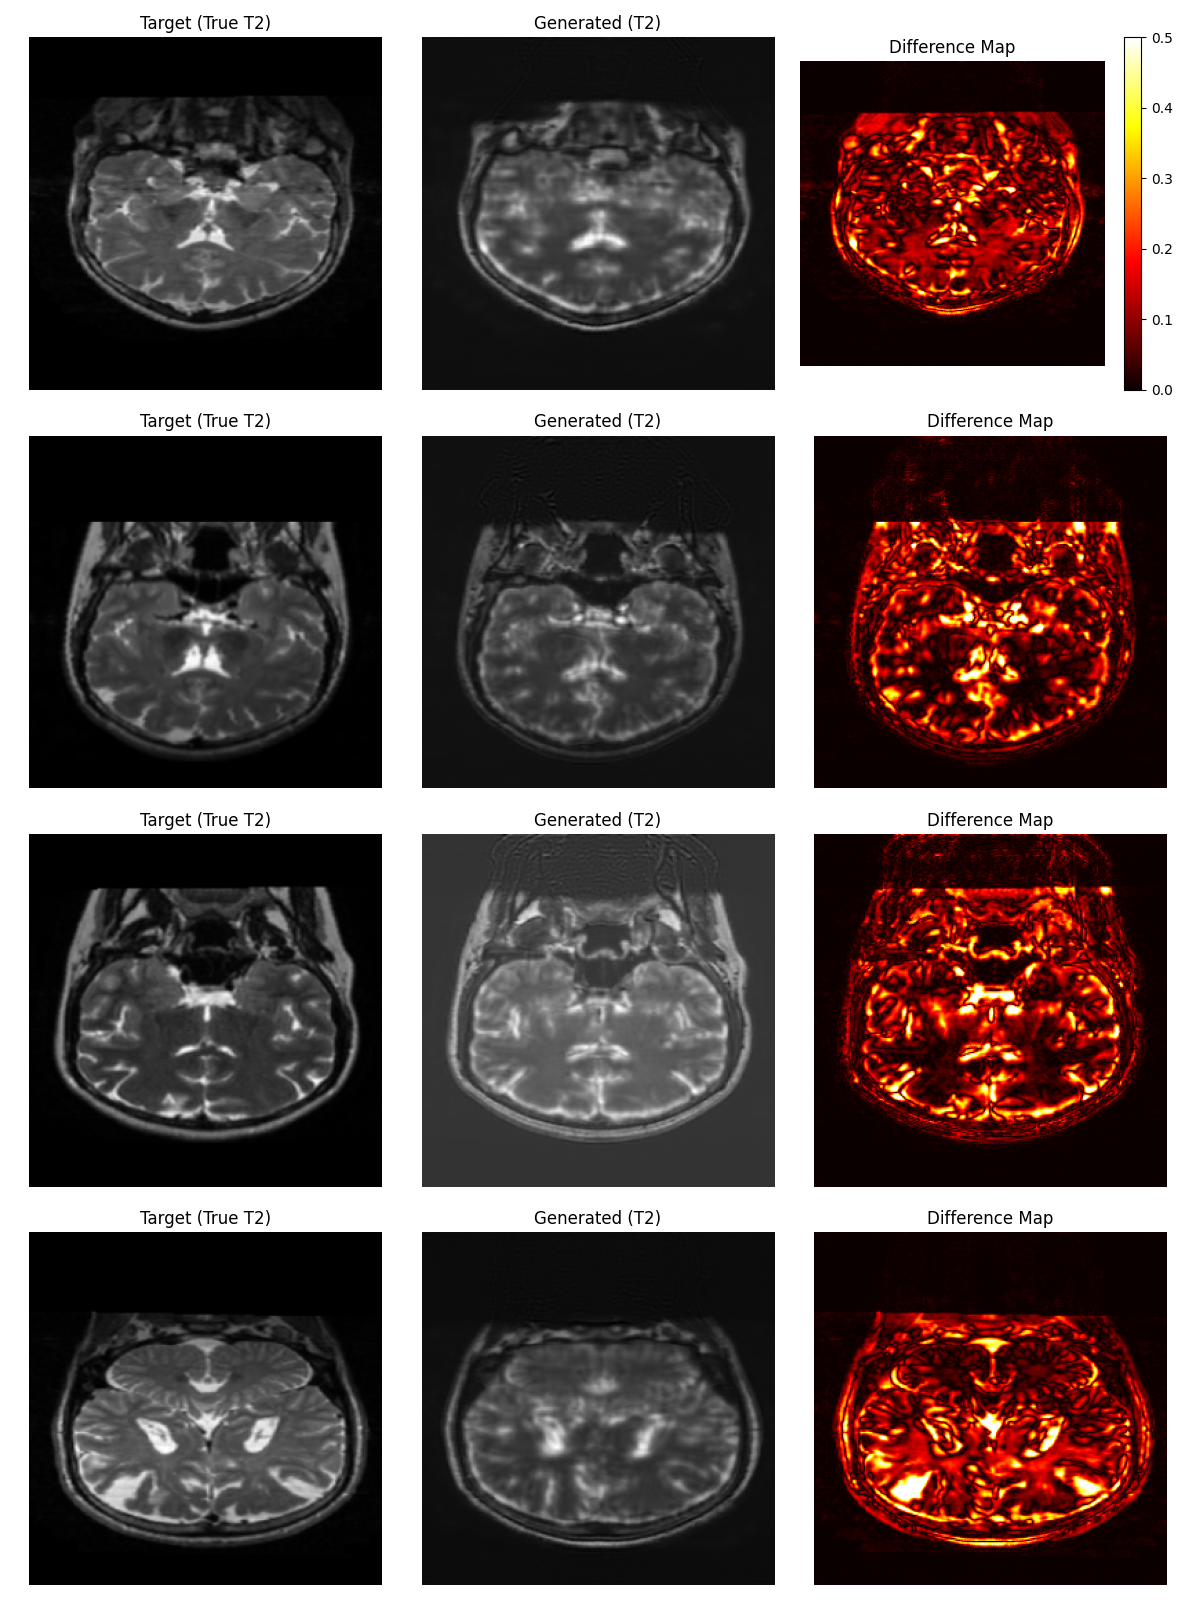 Target (True T2)
Generated (T2)
Difference Map
0.5
0.4
0.3
0.2
0.1
0.0
Target (True T2)
Generated (T2)
Difference Map
Target (True T2)
Generated (T2)
Difference Map
Target (True T2)
Generated (T2)
Difference Map